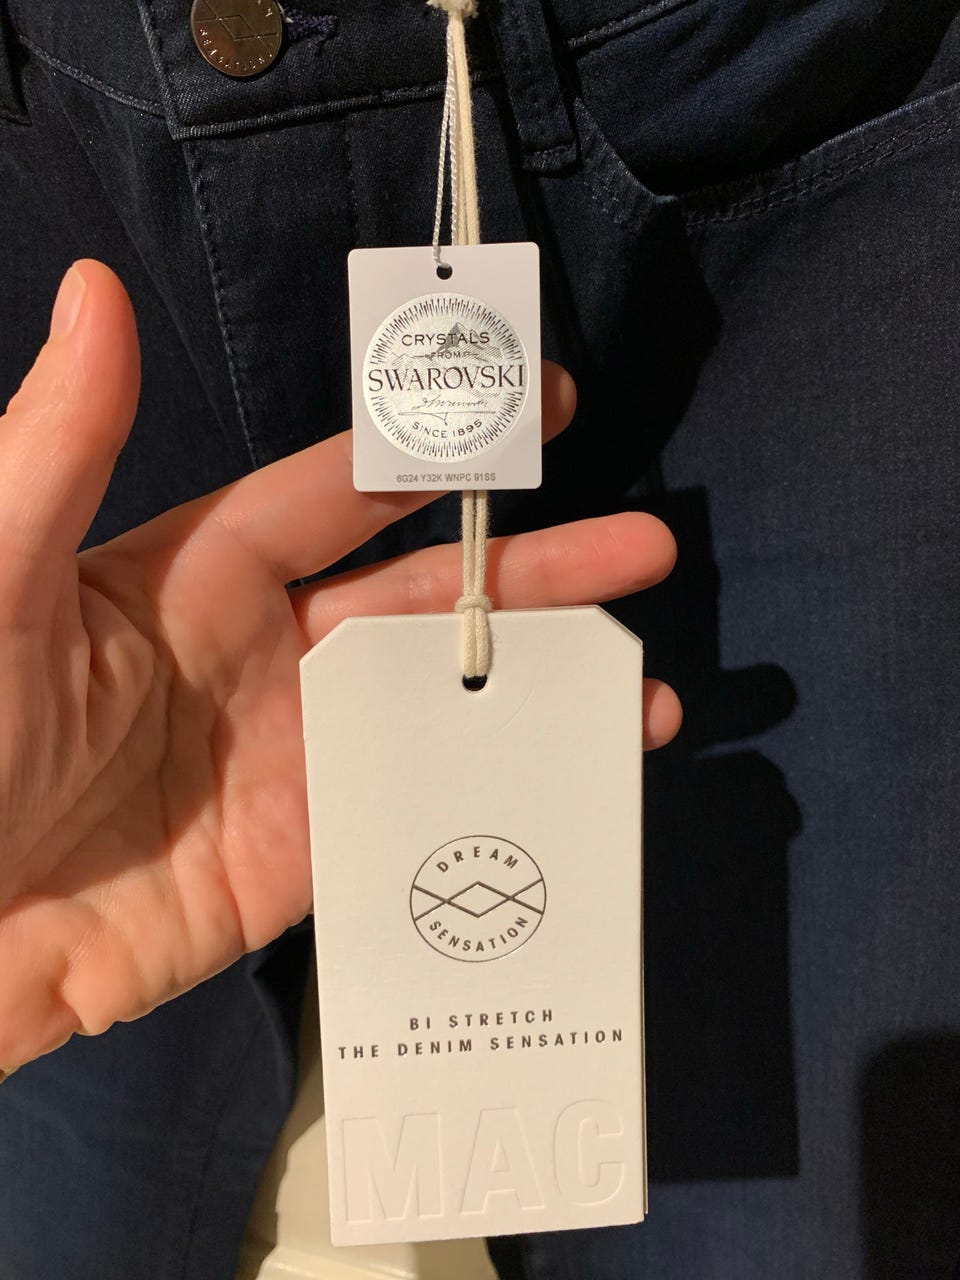 CRYSTALS
FROM
SWAROVSKI
SINCE 1895
6G24 Y32K WNPC 91SS
DREAM
SENSATION
BI STRETCH
THE DENIM SENSATION
MAC